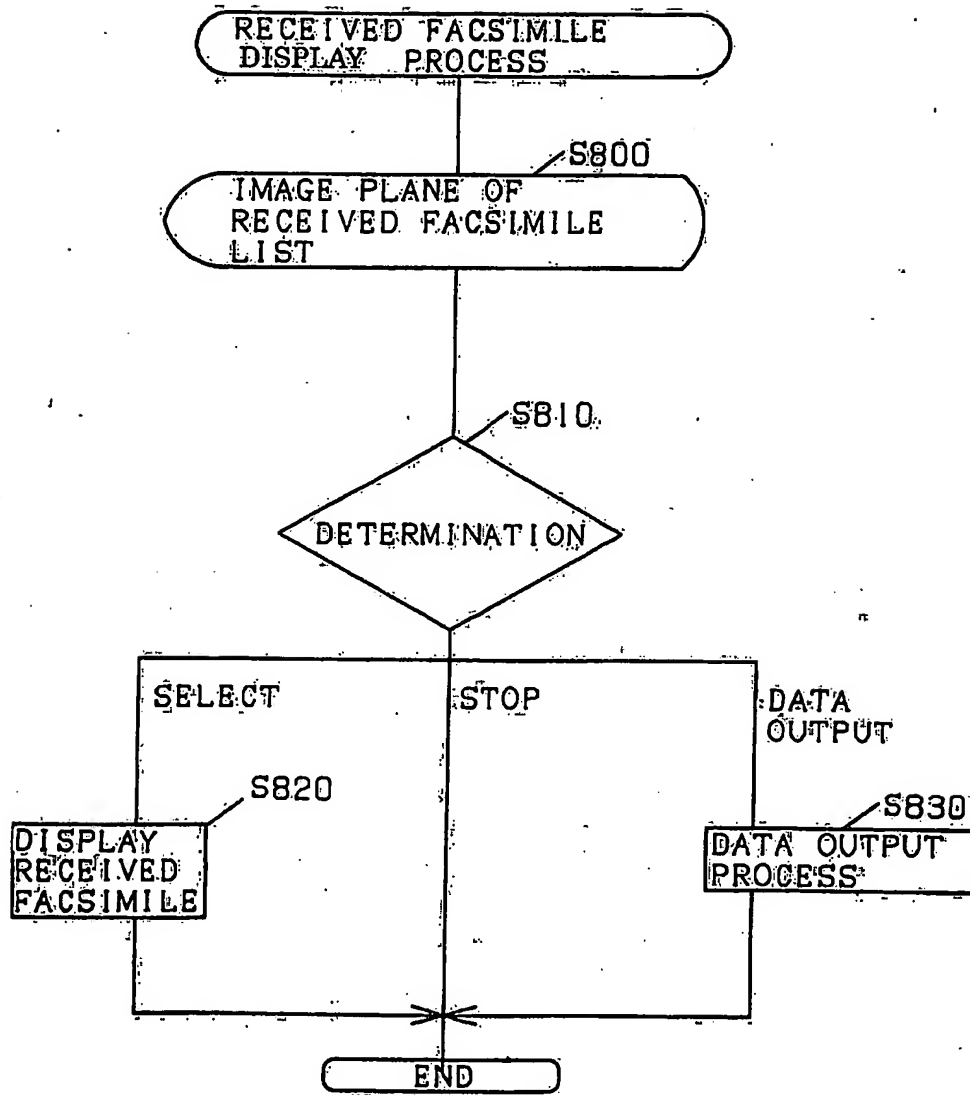 RECEIVED FACSIMILE
DISPLAY PROCESS
S800
IMAGE PLANE OF
RECEIVED FACSIMILE
LIST
S810
DETERMINATION
SELECT
STOP
DATA
OUTPUT
S820
DISPLAY
RECEIVED
FACSIMILE
S830
DATA OUTPUT
PROCESS
END